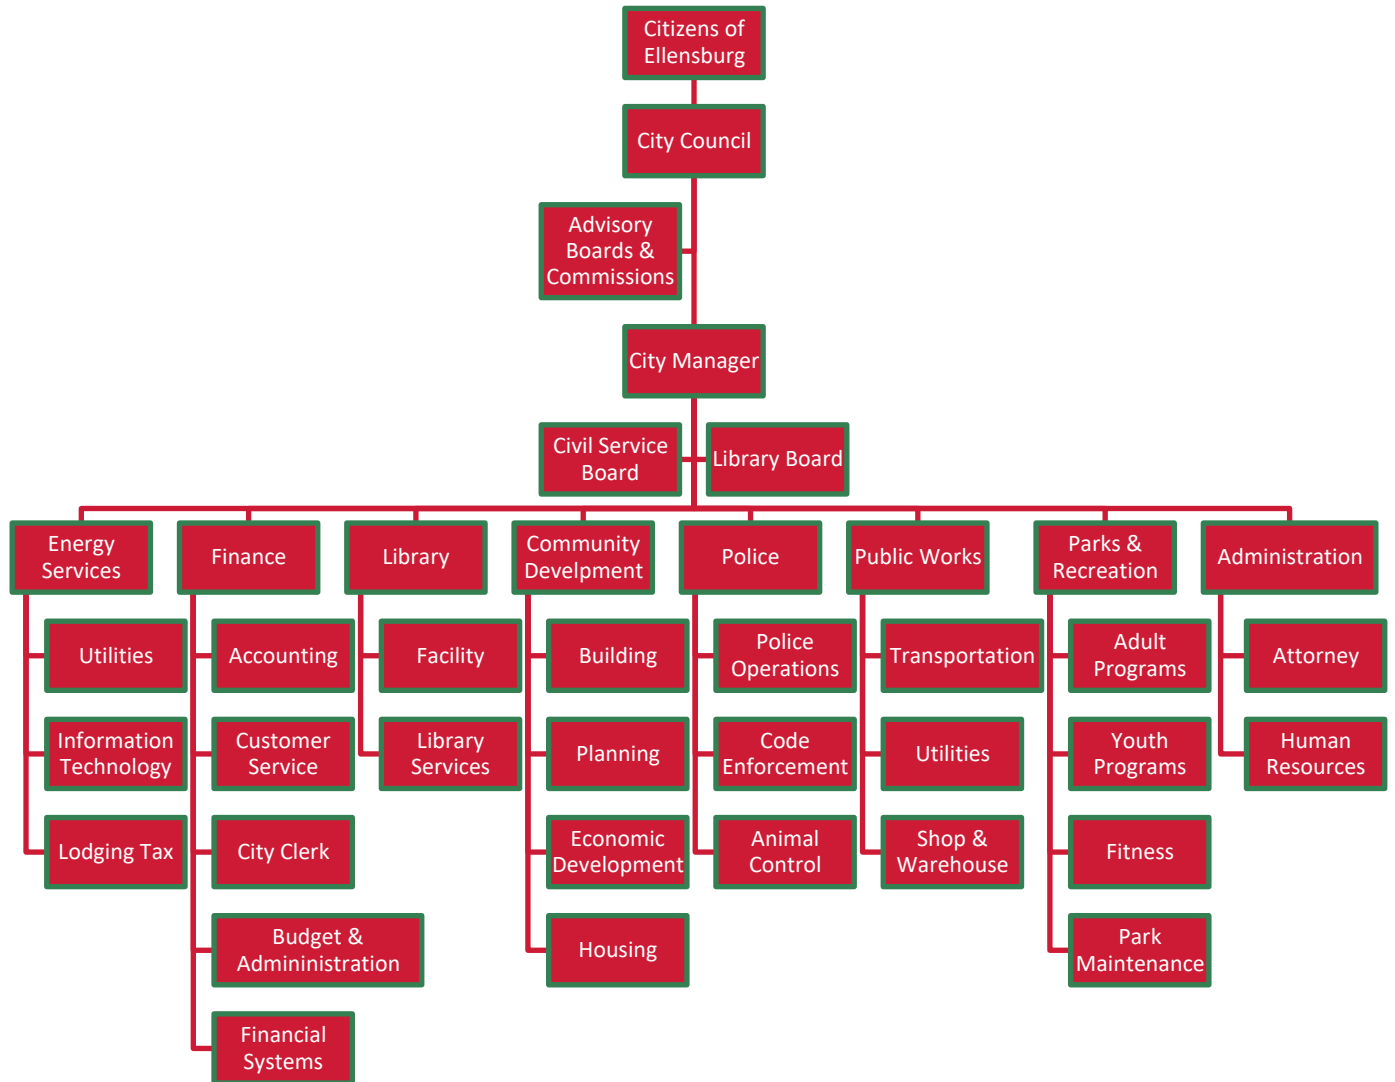 Citizens of
Ellensburg
City Council
Advisory
Boards &
Commissions
City Manager
Civil Service
Board
Library Board
Energy
Services
Finance
Library
Community
Develpment
Police
Public Works
Parks &
Recreation
Administration
Utilities
Accounting
Facility
Building
Police
Operations
Transportation
Adult
Programs
Attorney
Information
Technology
Customer
Service
Library
Services
Planning
Code
Enforcement
Utilities
Youth
Programs
Human
Resources
Lodging Tax
City Clerk
Economic
Development
Animal
Control
Shop &
Warehouse
Fitness
Budget &
Admininistration
Housing
Park
Maintenance
Financial
Systems